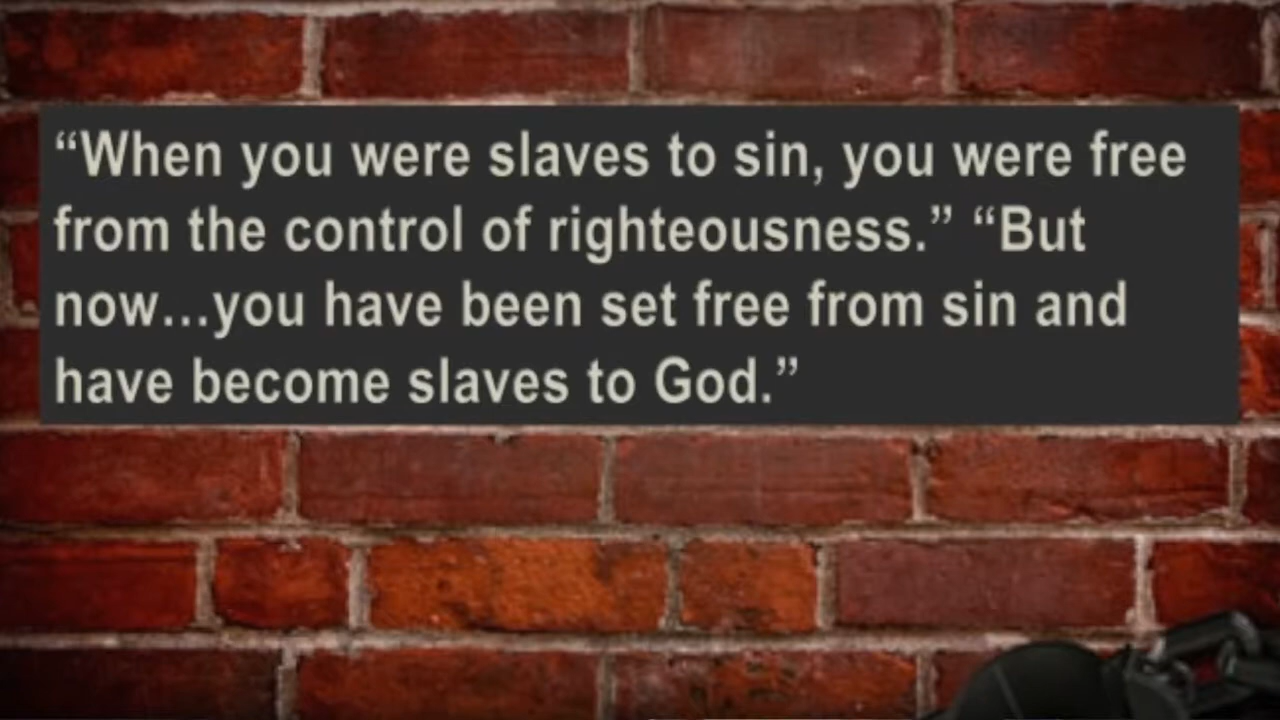 “When you were slaves to sin, you were free
from the control of righteousness.” “But
now…you have been set free from sin and
have become slaves to God.”